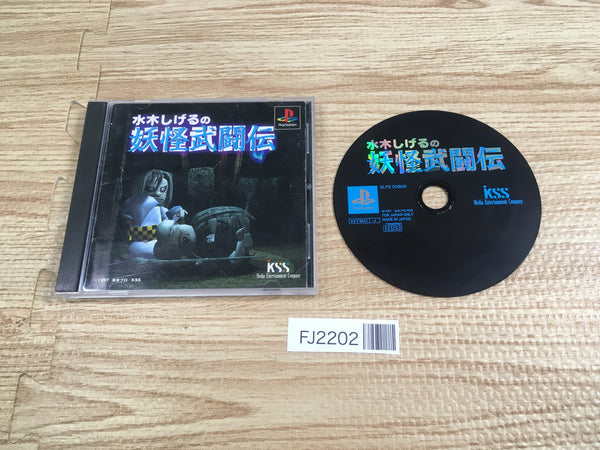 水木しげるの
妖怪武闘伝
PlayStation
KSS
Media Entertainment Company
水木しげるの
妖怪武闘伝
PlayStation
NTSC J
FOR JAPAN ONLY
MADE IN JAPAN
KSS
Media Entertainment Company
FJ2202